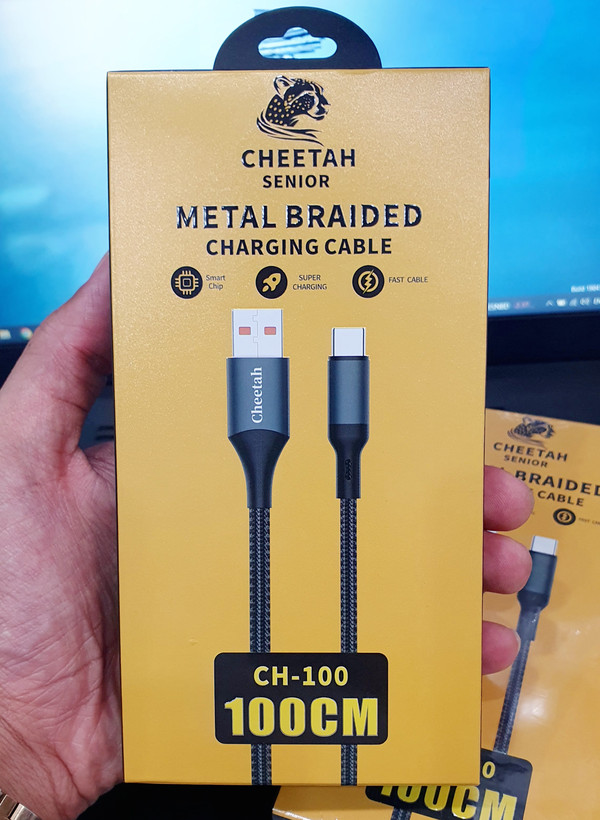 CHEETAH
SENIOR
METAL BRAIDED
CHARGING CABLE
Smart
Chip
SUPER
CHARGING
FAST CABLE
Cheetah
CH-100
100CM
CHEETAH
SENIOR
BRAIDED
CABLE
100CM